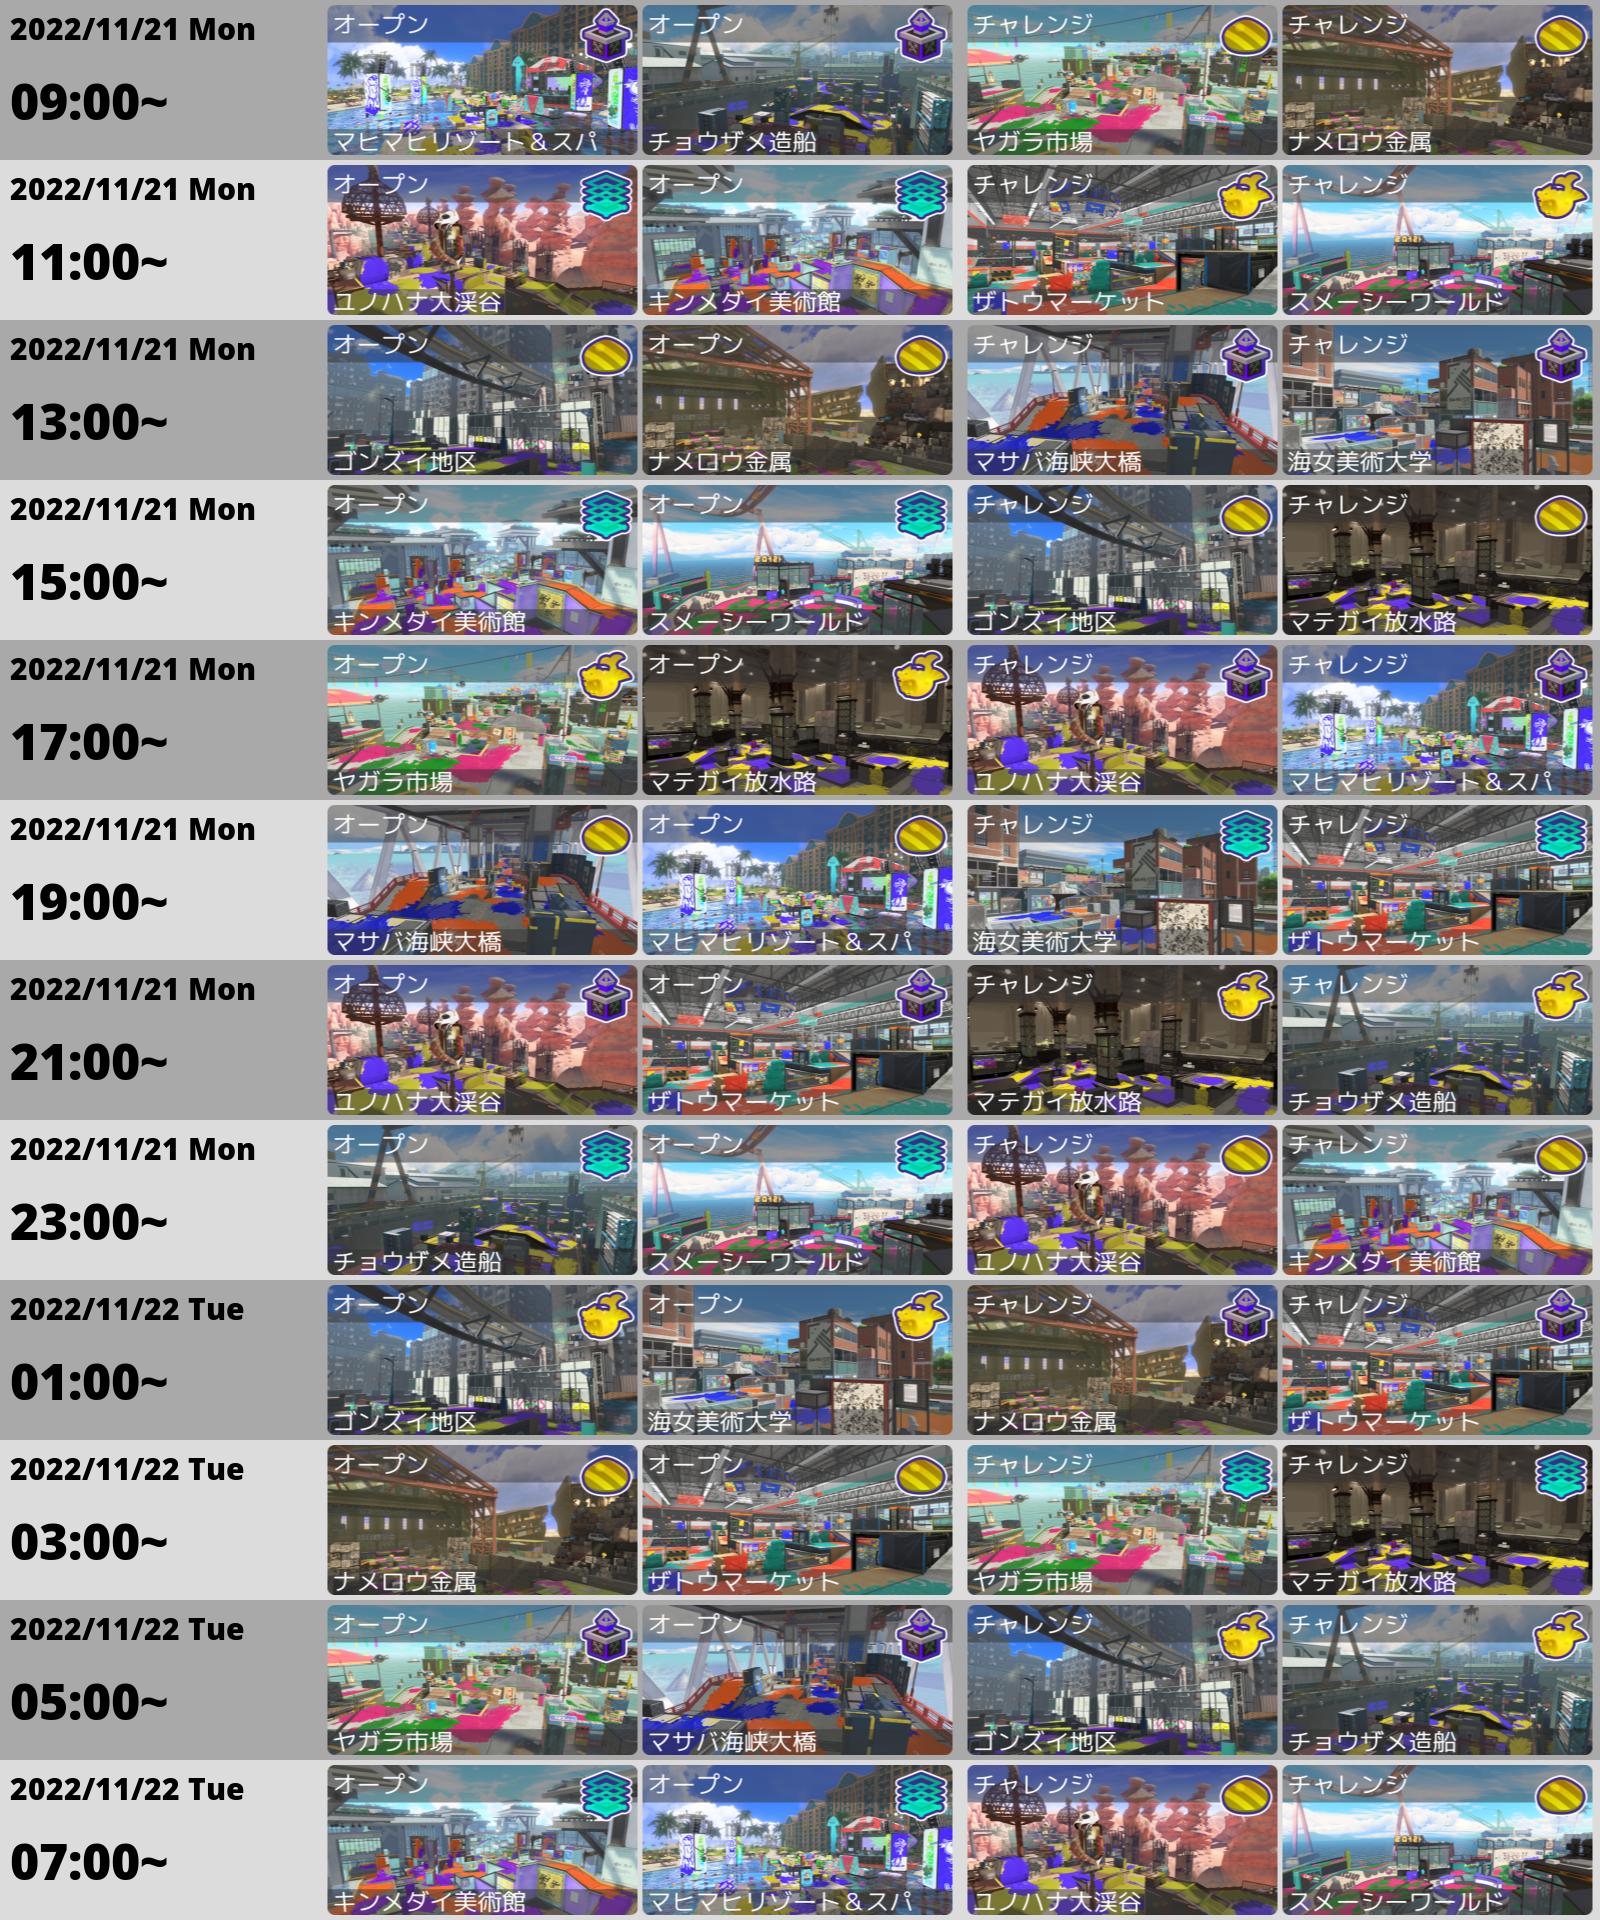 2022/11/21 Mon
09:00~
オープン
マヒマヒリゾート＆スパ
オープン
チョウザメ造船
チャレンジ
ヤガラ市場
チャレンジ
ナメロウ金属
2022/11/21 Mon
11:00~
オープン
ユノハナ大渓谷
オープン
キンメダイ美術館
チャレンジ
ザトウマーケット
チャレンジ
スメーシーワールド
2022/11/21 Mon
13:00~
オープン
ゴンズイ地区
オープン
ナメロウ金属
チャレンジ
マサバ海峡大橋
チャレンジ
海女美術大学
2022/11/21 Mon
15:00~
オープン
キンメダイ美術館
オープン
スメーシーワールド
チャレンジ
ゴンズイ地区
チャレンジ
マテガイ放水路
2022/11/21 Mon
17:00~
オープン
ヤガラ市場
オープン
マテガイ放水路
チャレンジ
ユノハナ大渓谷
チャレンジ
マヒマヒリゾート＆スパ
2022/11/21 Mon
19:00~
オープン
マサバ海峡大橋
オープン
マヒマヒリゾート＆スパ
チャレンジ
海女美術大学
チャレンジ
ザトウマーケット
2022/11/21 Mon
21:00~
オープン
ユノハナ大渓谷
オープン
ザトウマーケット
チャレンジ
マテガイ放水路
チャレンジ
チョウザメ造船
2022/11/21 Mon
23:00~
オープン
チョウザメ造船
オープン
スメーシーワールド
チャレンジ
ユノハナ大渓谷
チャレンジ
キンメダイ美術館
2022/11/22 Tue
01:00~
オープン
ゴンズイ地区
オープン
海女美術大学
チャレンジ
ナメロウ金属
チャレンジ
ザトウマーケット
2022/11/22 Tue
03:00~
オープン
ナメロウ金属
オープン
ザトウマーケット
チャレンジ
ヤガラ市場
チャレンジ
マテガイ放水路
2022/11/22 Tue
05:00~
オープン
ヤガラ市場
オープン
マサバ海峡大橋
チャレンジ
ゴンズイ地区
チャレンジ
チョウザメ造船
2022/11/22 Tue
07:00~
オープン
キンメダイ美術館
オープン
マヒマヒリゾート＆スパ
チャレンジ
ユノハナ大渓谷
チャレンジ
スメーシーワールド